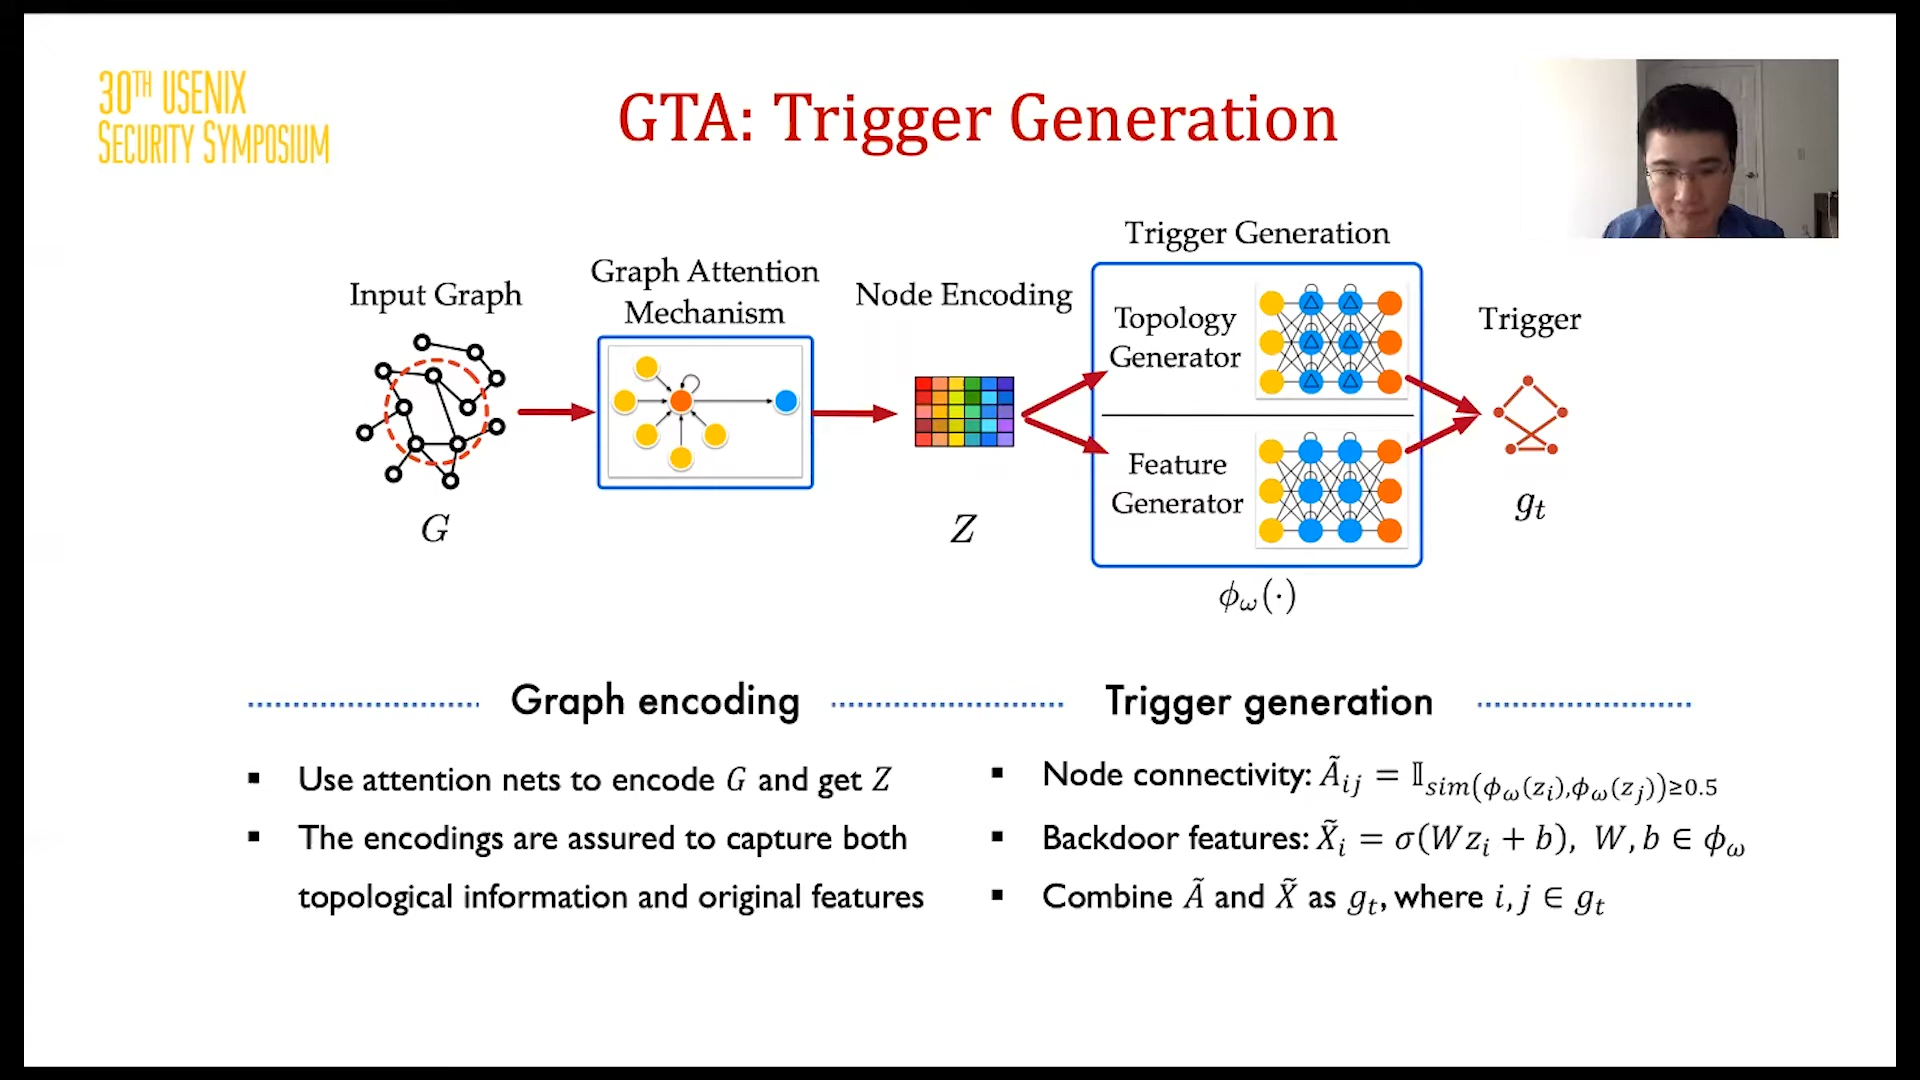 30TH USENIX
SECURITY SYMPOSIUM
GTA: Trigger Generation
Input Graph
Graph Attention
Mechanism
Node Encoding
Trigger Generation
Topology
Generator
Feature
Generator
Trigger
G
Z
gₜ
ϕω(·)
Graph encoding
▪ Use attention nets to encode G and get Z
▪ The encodings are assured to capture both
topological information and original features
Trigger generation
▪ Node connectivity: Ãᵢⱼ = 𝕀sim(ϕω(zᵢ),ϕω(zⱼ))≥0.5
▪ Backdoor features: X̃ᵢ = σ(Wzᵢ + b), W, b ∈ ϕω
▪ Combine Ã and X̃ as gₜ, where i, j ∈ gₜ